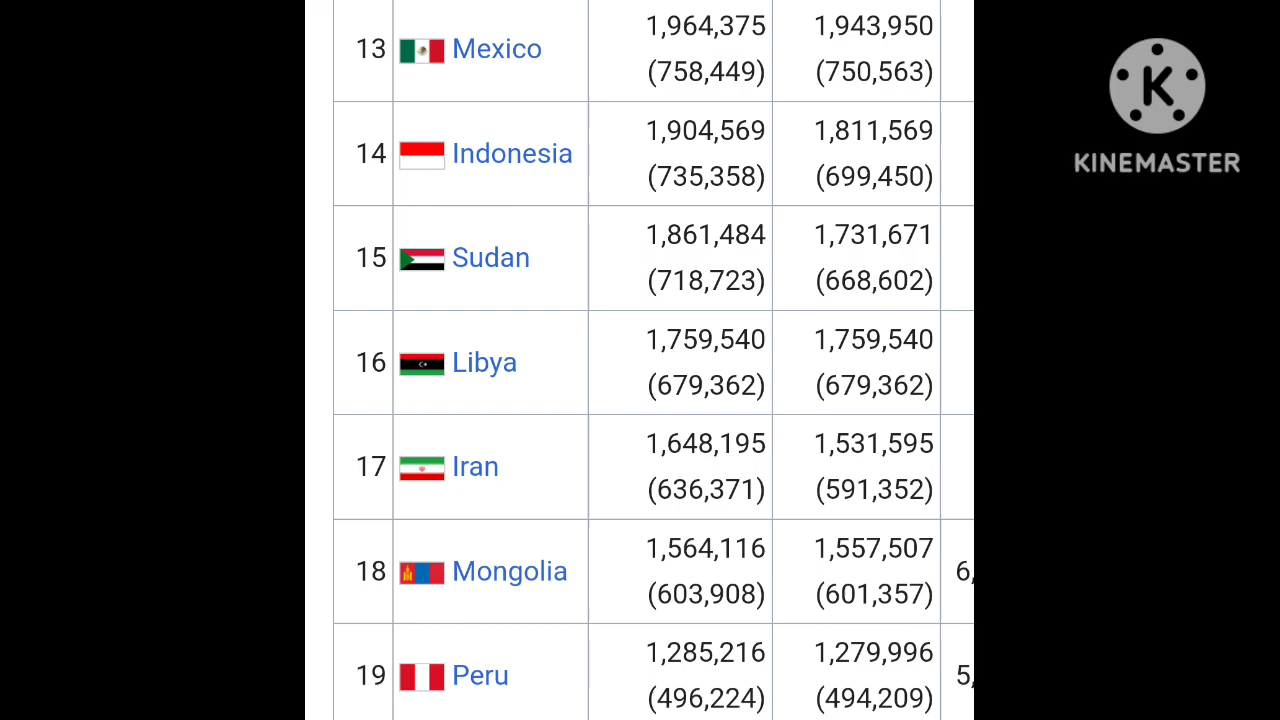 13 Mexico 1,964,375 1,943,950
(758,449) (750,563)
14 Indonesia 1,904,569 1,811,569
(735,358) (699,450)
15 Sudan 1,861,484 1,731,671
(718,723) (668,602)
16 Libya 1,759,540 1,759,540
(679,362) (679,362)
17 Iran 1,648,195 1,531,595
(636,371) (591,352)
18 Mongolia 1,564,116 1,557,507 6,
(603,908) (601,357)
19 Peru 1,285,216 1,279,996 5,
(496,224) (494,209)
K
KINEMASTER